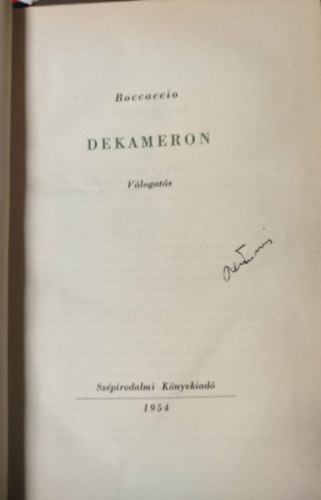 Boccaccio
DEKAMERON
Válogatás
Szépirodalmi Könyvkiadó
1954